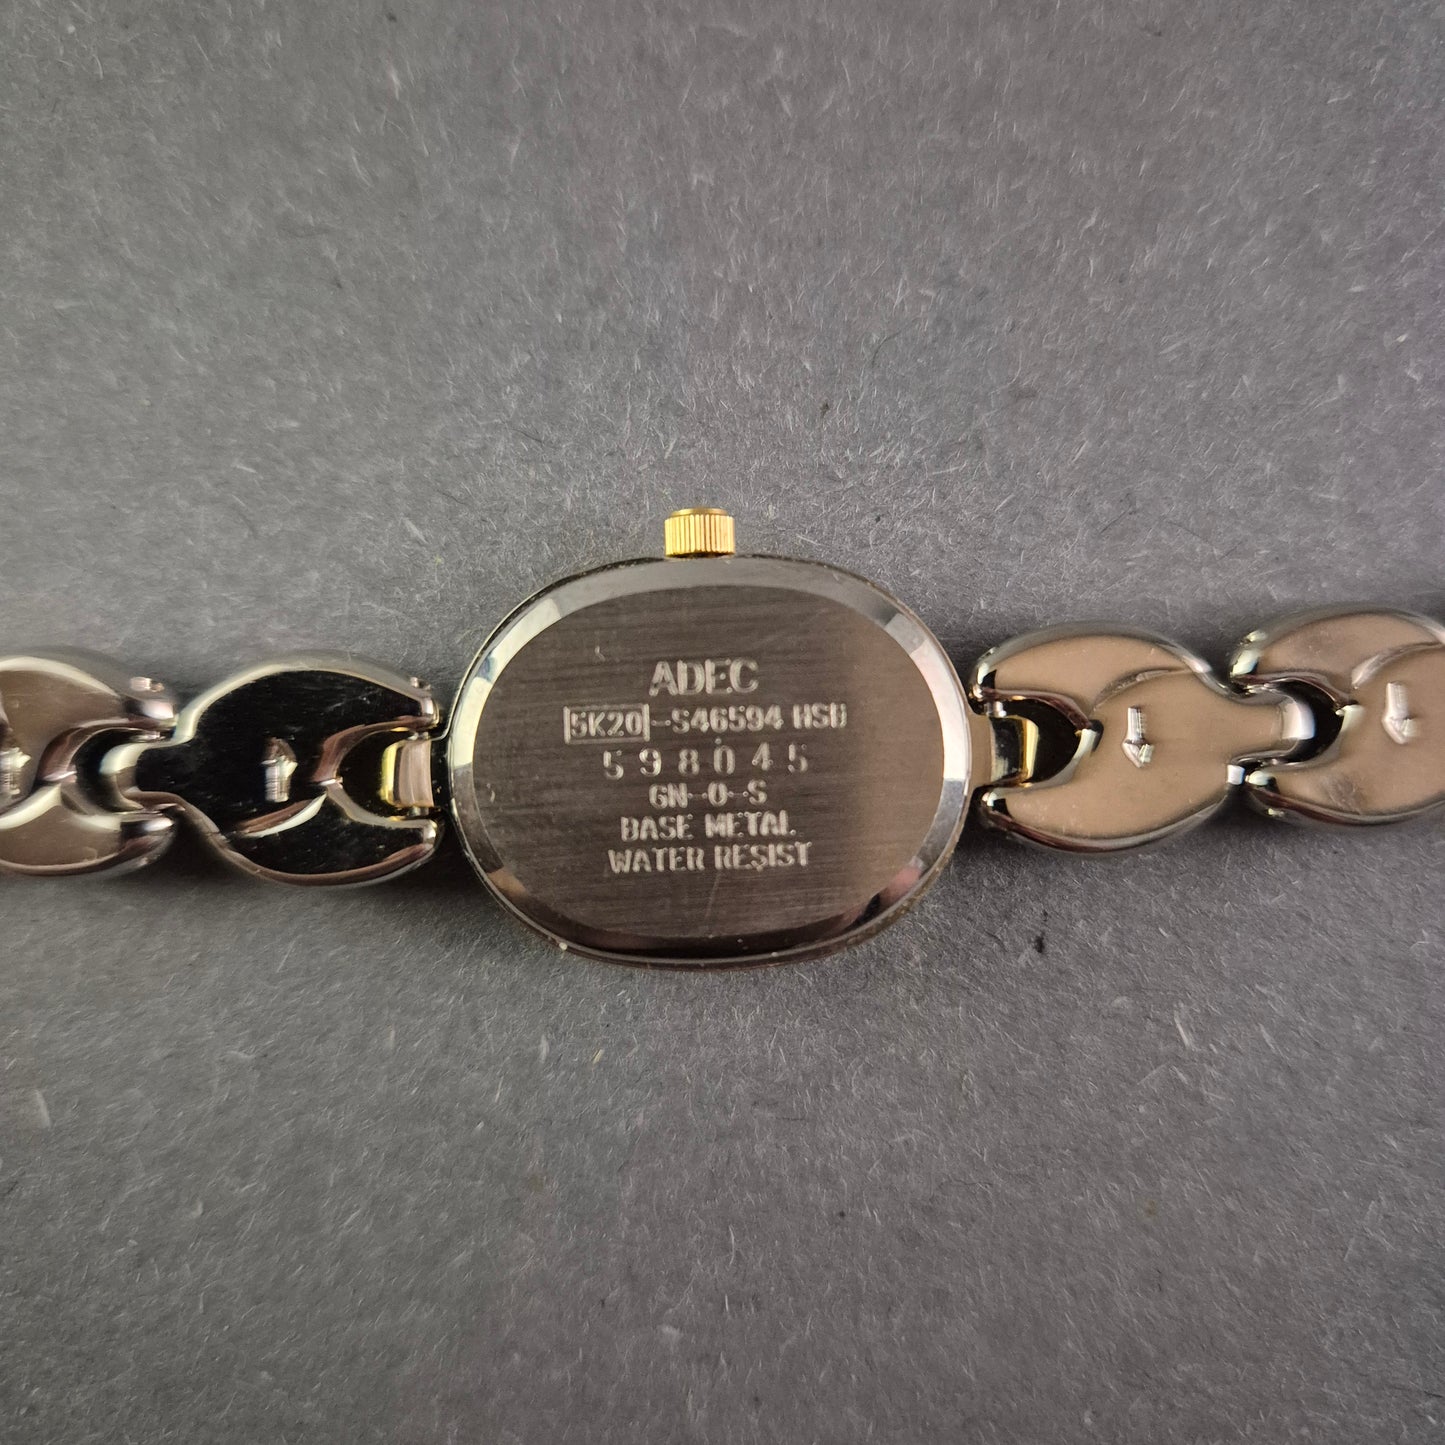 ADEC
5K20-S46594 HSB
598045
GN-0-S
BASE METAL
WATER RESIST